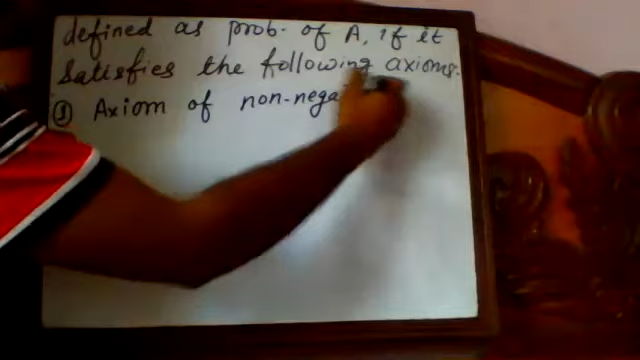 defined as prob. of A, if it
satisfies the following axioms.
① Axiom of non-nega